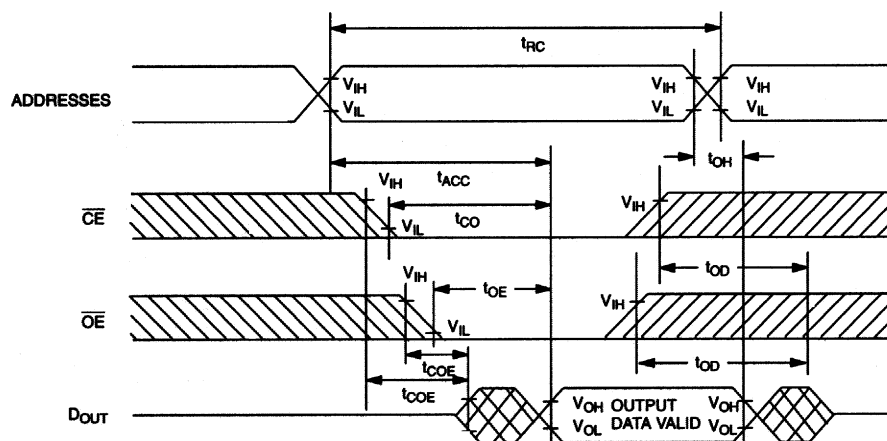 tRC
ADDRESSES
VIH VIH VIH
VIL VIL VIL
tOH
tACC
VIH
CE
tCO
VIH
VIL
tOD
VIH
tOE
VIH
OE
VIL
tCOE
tOD
tCOE
DOUT
VOH OUTPUT VOH
VOL DATA VALID VOL